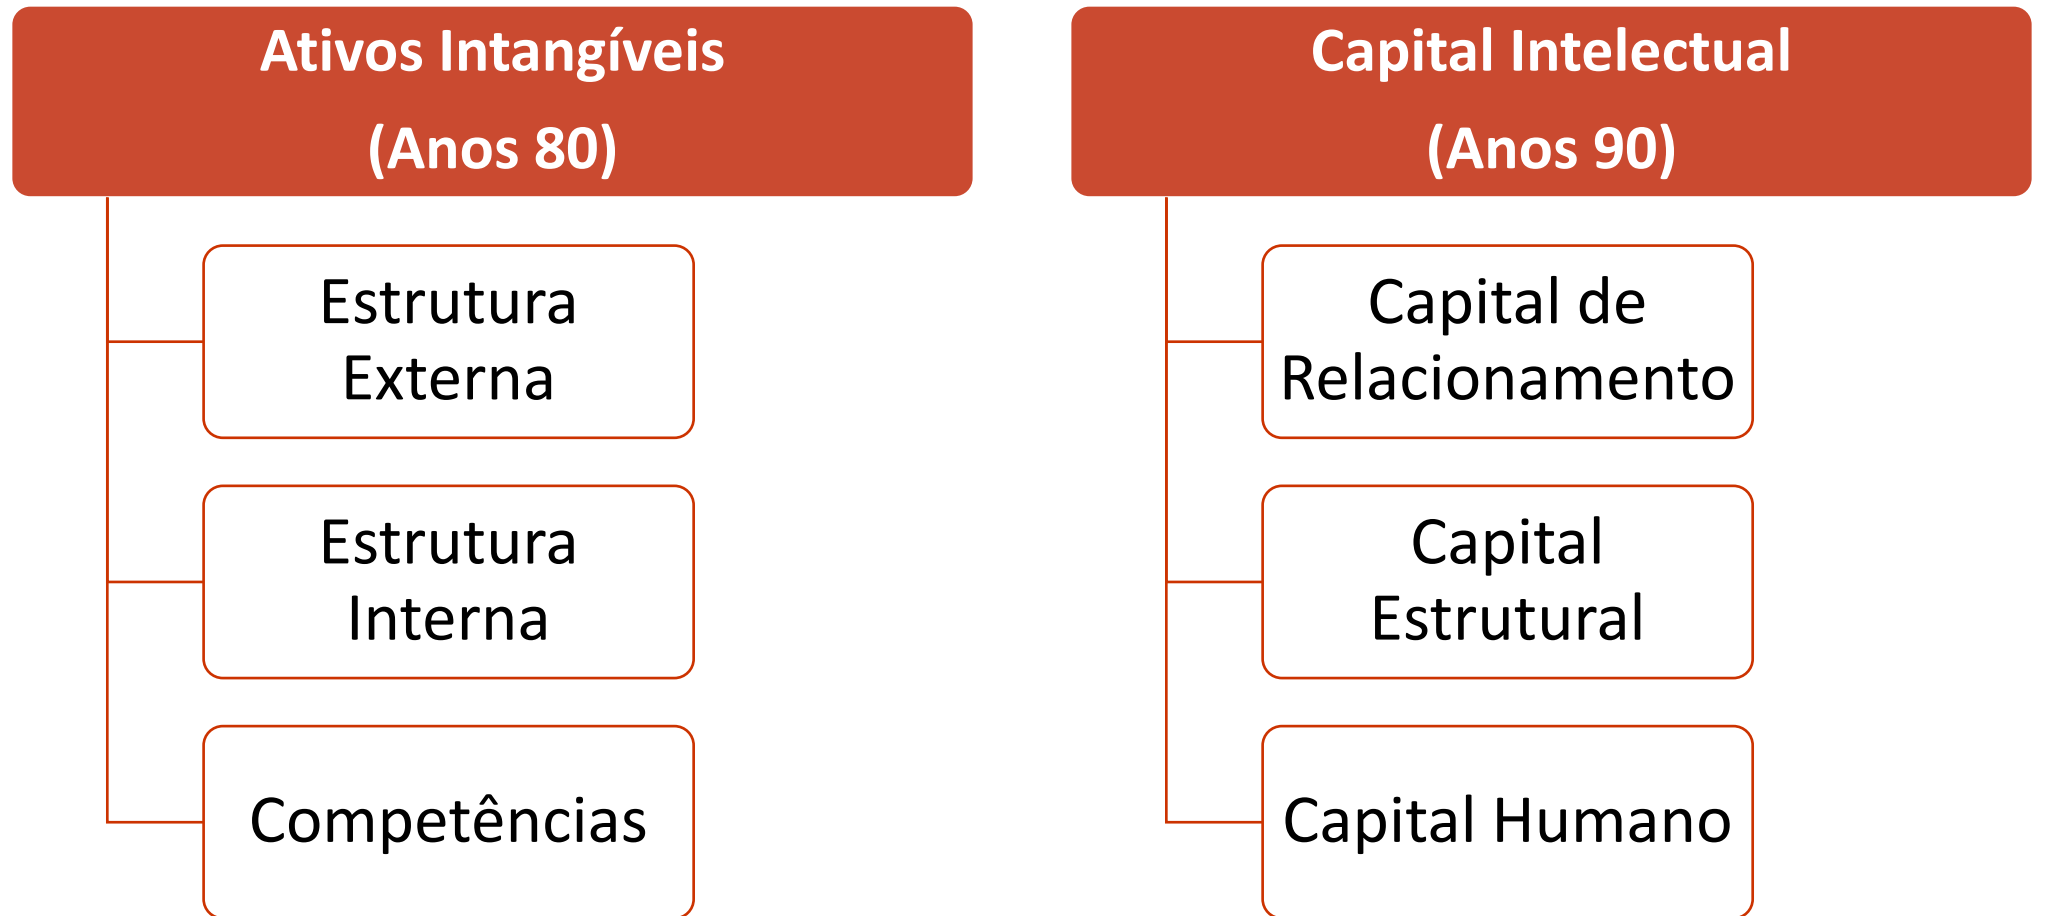 Ativos Intangíveis
(Anos 80)
Estrutura
Externa
Estrutura
Interna
Competências
Capital Intelectual
(Anos 90)
Capital de
Relacionamento
Capital
Estrutural
Capital Humano